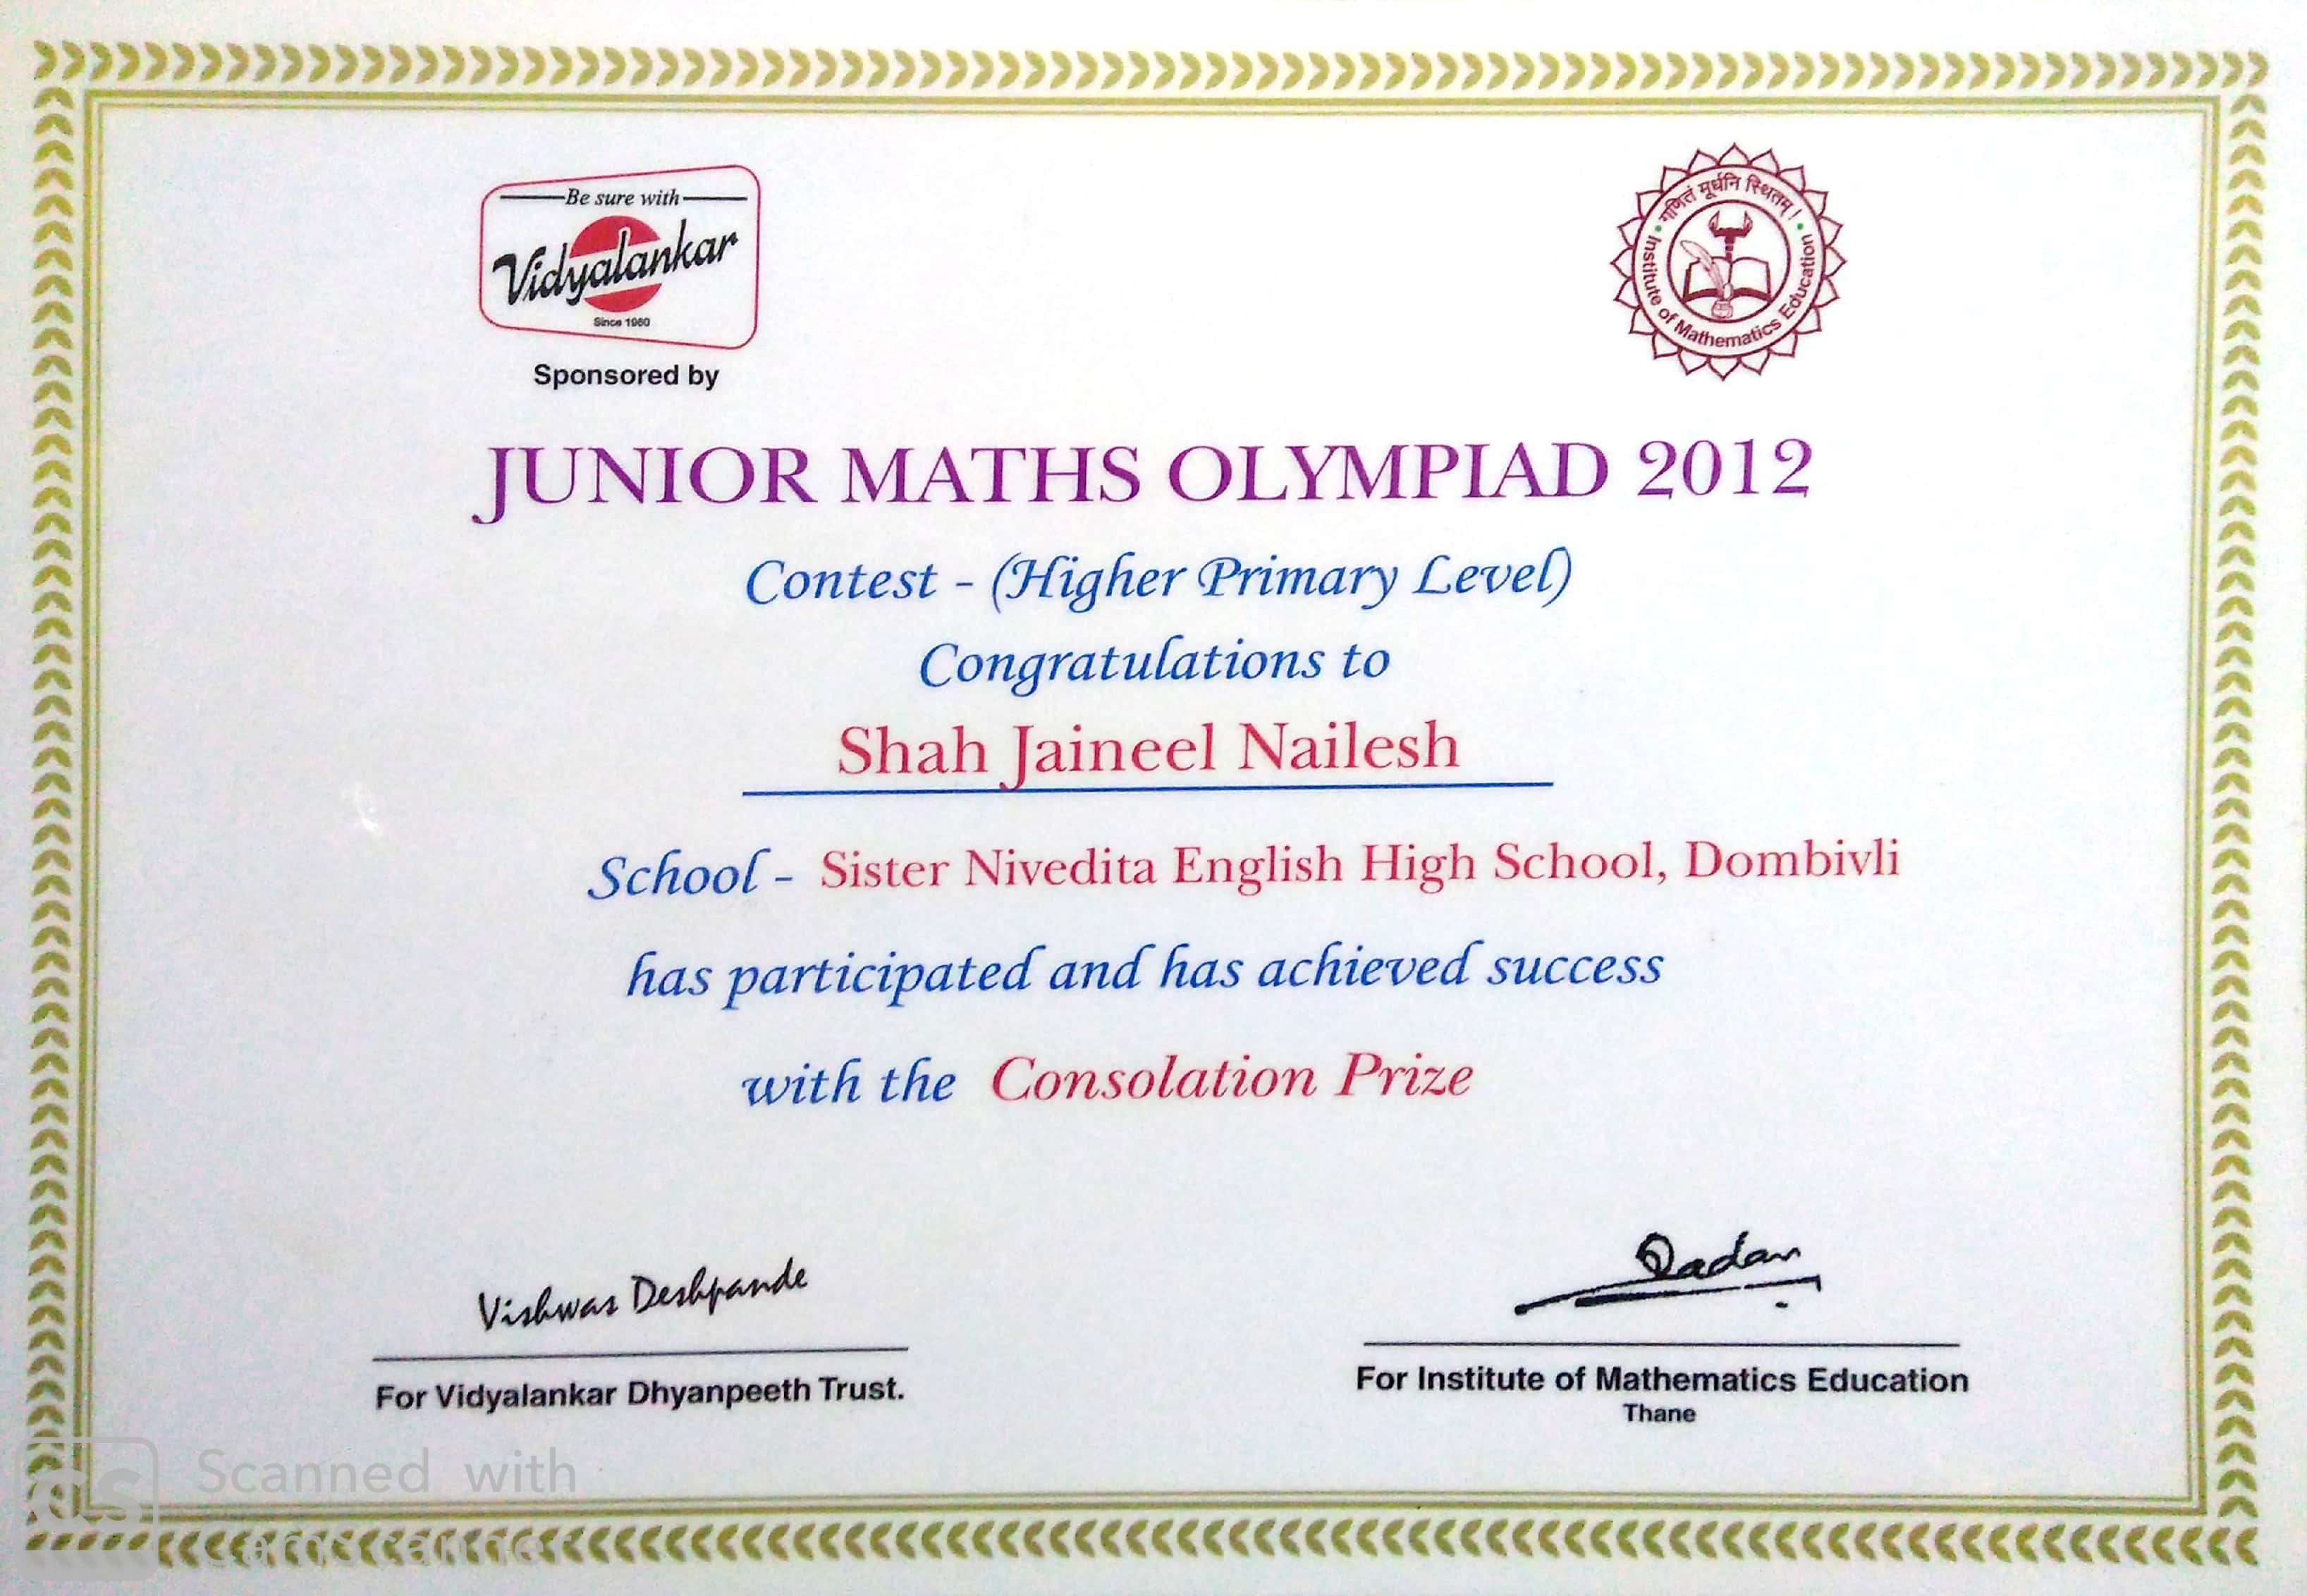 Be sure with
Vidyalankar
Since 1960
Sponsored by
गणितं मूर्धनि स्थितम्।
Institute of Mathematics Education
JUNIOR MATHS OLYMPIAD 2012
Contest - (Higher Primary Level)
Congratulations to
Shah Jaineel Nailesh
School - Sister Nivedita English High School, Dombivli
has participated and has achieved success
with the Consolation Prize
Vishwas Deshpande
For Vidyalankar Dhyanpeeth Trust.
For Institute of Mathematics Education
Thane
CS Scanned with
CamScanner